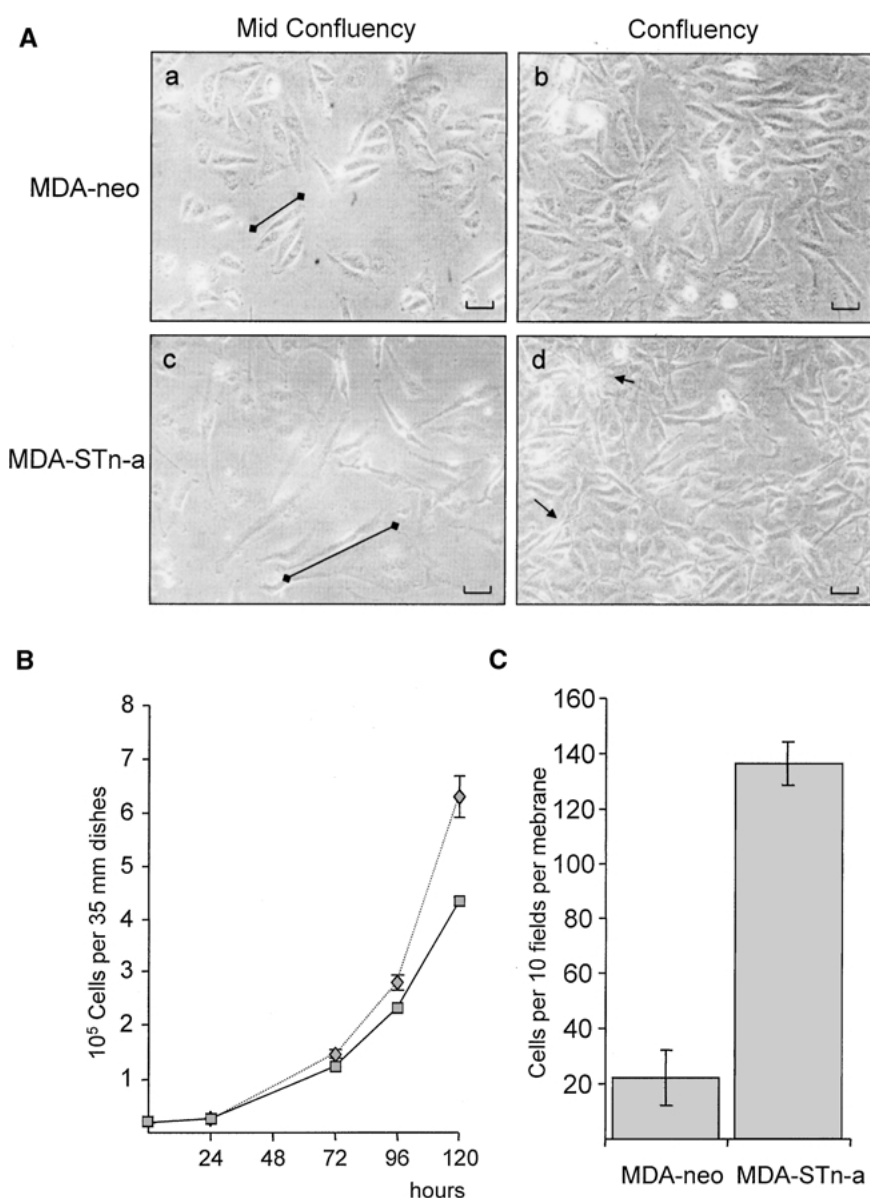 A
Mid Confluency
Confluency
MDA-neo
a
b
MDA-STn-a
c
d
B
10⁵ Cells per 35 mm dishes
8
7
6
5
4
3
2
1
24 48 72 96 120
hours
C
Cells per 10 fields per mebrane
160
140
120
100
80
60
40
20
MDA-neo MDA-STn-a